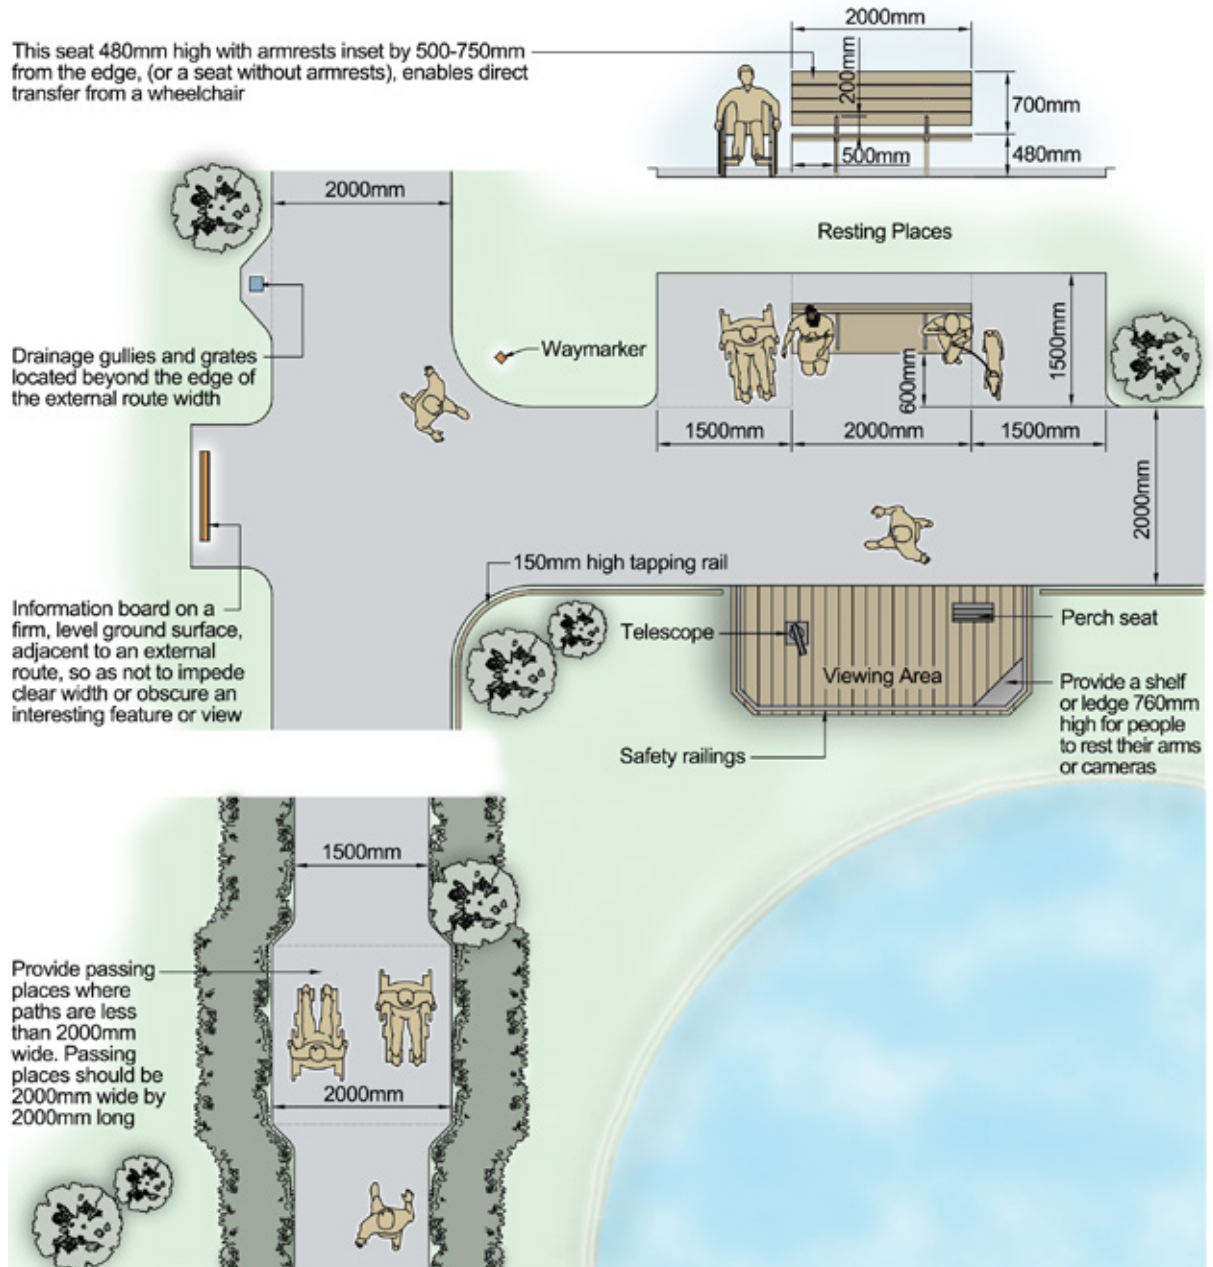 2000mm
This seat 480mm high with armrests inset by 500-750mm
from the edge, (or a seat without armrests), enables direct
transfer from a wheelchair
200mm
700mm
500mm
480mm
2000mm
Resting Places
Drainage gullies and grates
located beyond the edge of
the external route width
Waymarker
600mm
1500mm
1500mm
2000mm
1500mm
2000mm
150mm high tapping rail
Information board on a
firm, level ground surface,
adjacent to an external
route, so as not to impede
clear width or obscure an
interesting feature or view
Telescope
Perch seat
Viewing Area
Provide a shelf
or ledge 760mm
high for people
to rest their arms
or cameras
Safety railings
1500mm
Provide passing
places where
paths are less
than 2000mm
wide. Passing
places should be
2000mm wide by
2000mm long
2000mm